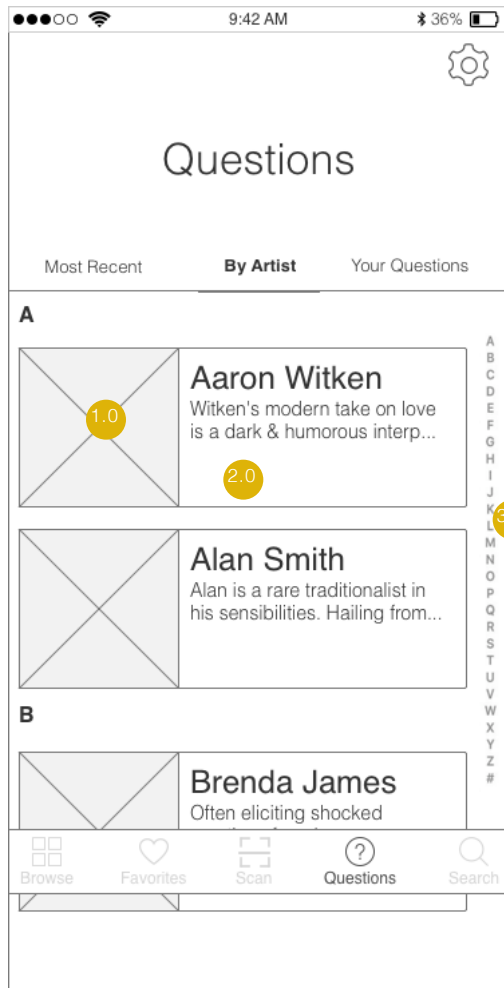 9:42 AM
36%
Questions
Most Recent
By Artist
Your Questions
A
Aaron Witken
Witken's modern take on love
is a dark & humorous interp...
1.0
2.0
Alan Smith
Alan is a rare traditionalist in
his sensibilities. Hailing from...
B
Brenda James
Often eliciting shocked
A
B
C
D
E
F
G
H
I
J
K
L
M
N
O
P
Q
R
S
T
U
V
W
X
Y
Z
#
3
?
Browse
Favorites
Scan
Questions
Search